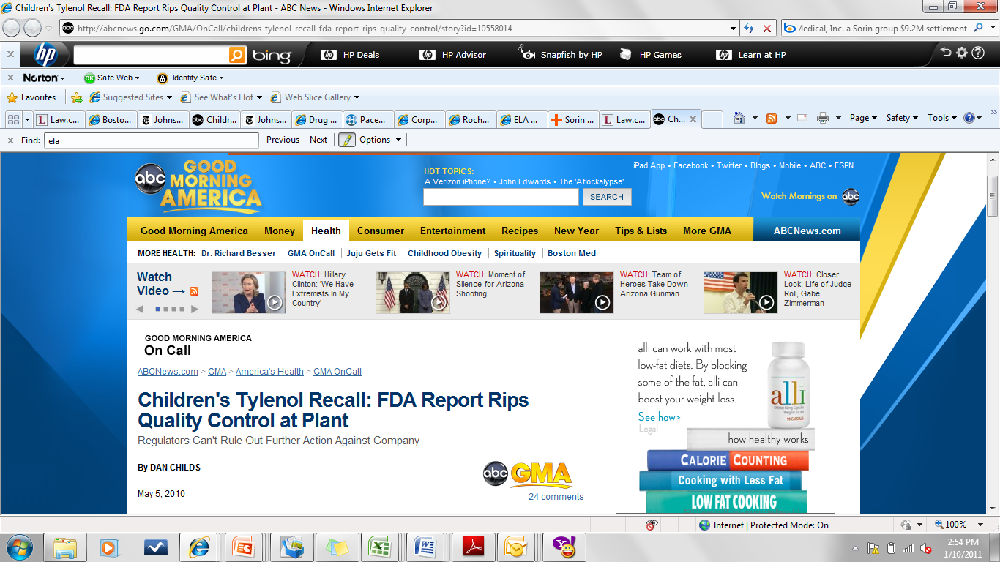 Children's Tylenol Recall: FDA Report Rips Quality Control at Plant - ABC News - Windows Internet Explorer
abc http://abcnews.go.com/GMA/OnCall/childrens-tylenol-recall-fda-report-rips-quality-control/story?id=10558014
Medical, Inc. a Sorin group $9.2M settlement
hp bing HP Deals HP Advisor Snapfish by HP HP Games Learn at HP
Norton OK Safe Web Identity Safe
Favorites Suggested Sites See What's Hot Web Slice Gallery
Law.c... Bosto... Johns... Childr... Johns... Drug ... Pace... Corp... Roch... ELA ... Sorin ... Law.c... Ch... Page Safety Tools
Find: ela Previous Next Options
iPad App • Facebook • Twitter • Blogs • Mobile • ABC • ESPN
abc GOOD MORNING AMERICA
HOT TOPICS:
A Verizon iPhone? • John Edwards • The 'Aflockalypse'
SEARCH
Watch Mornings on abc
Good Morning America Money Health Consumer Entertainment Recipes New Year Tips & Lists More GMA ABCNews.com
MORE HEALTH: Dr. Richard Besser GMA OnCall Juju Gets Fit Childhood Obesity Spirituality Boston Med
Watch
Video →
WATCH: Hillary
Clinton: 'We Have
Extremists In My
Country'
WATCH: Moment of
Silence for Arizona
Shooting
WATCH: Team of
Heroes Take Down
Arizona Gunman
WATCH: Closer
Look: Life of Judge
Roll, Gabe
Zimmerman
GOOD MORNING AMERICA
On Call
ABCNews.com > GMA > America's Health > GMA OnCall
Children's Tylenol Recall: FDA Report Rips
Quality Control at Plant
Regulators Can't Rule Out Further Action Against Company
By DAN CHILDS
May 5, 2010
abc GMA
24 comments
alli can work with most
low-fat diets. By blocking
some of the fat, alli can
boost your weight loss.
See how>
Legal
alli
how healthy works
CALORIE COUNTING
Cooking with Less Fat
LOW FAT COOKING
Internet | Protected Mode: On
100%
2:54 PM
1/10/2011